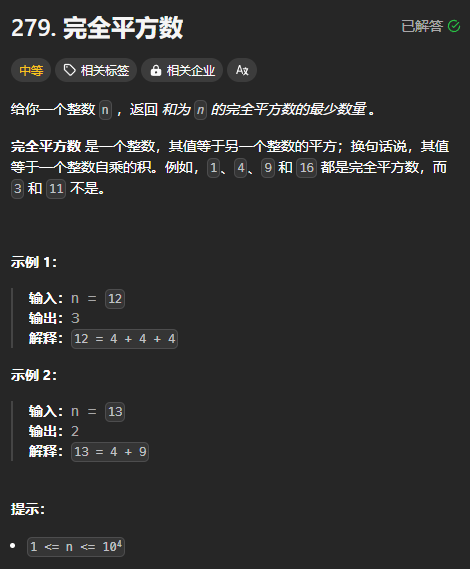 279. 完全平方数
已解答
中等 相关标签 相关企业 Aあ
给你一个整数 n ，返回 和为 n 的完全平方数的最少数量 。
完全平方数 是一个整数，其值等于另一个整数的平方；换句话说，其值
等于一个整数自乘的积。例如，1、4、9 和 16 都是完全平方数，而
3 和 11 不是。
示例 1：
输入：n = 12
输出：3
解释：12 = 4 + 4 + 4
示例 2：
输入：n = 13
输出：2
解释：13 = 4 + 9
提示：
1 <= n <= 10⁴